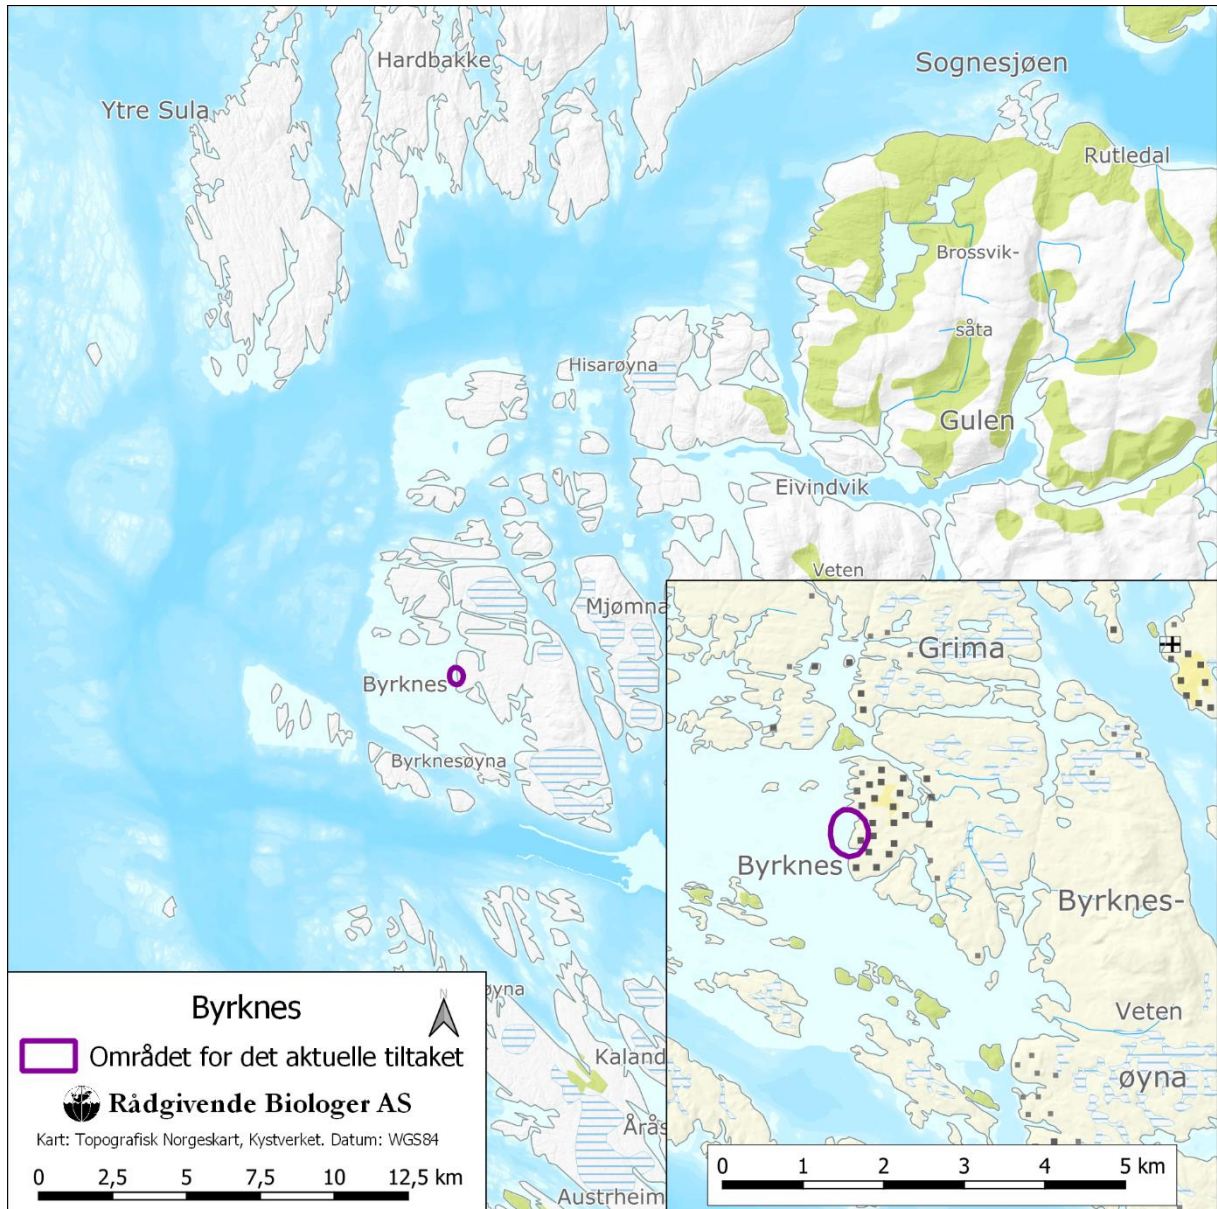 Hardbakke
Sognesjøen
Ytre Sula
Rutledal
Brossvik-
såta
Hisarøyna
Gulen
Eivindvik
Veten
Mjømna
Byrknes
Byrknesøyna
Grima
Byrknes
Byrknes-
Veten
øyna
øyna
Kaland
Årås
Austrheim
Byrknes
N
Området for det aktuelle tiltaket
Rådgivende Biologer AS
Kart: Topografisk Norgeskart, Kystverket. Datum: WGS84
0 2,5 5 7,5 10 12,5 km
0 1 2 3 4 5 km